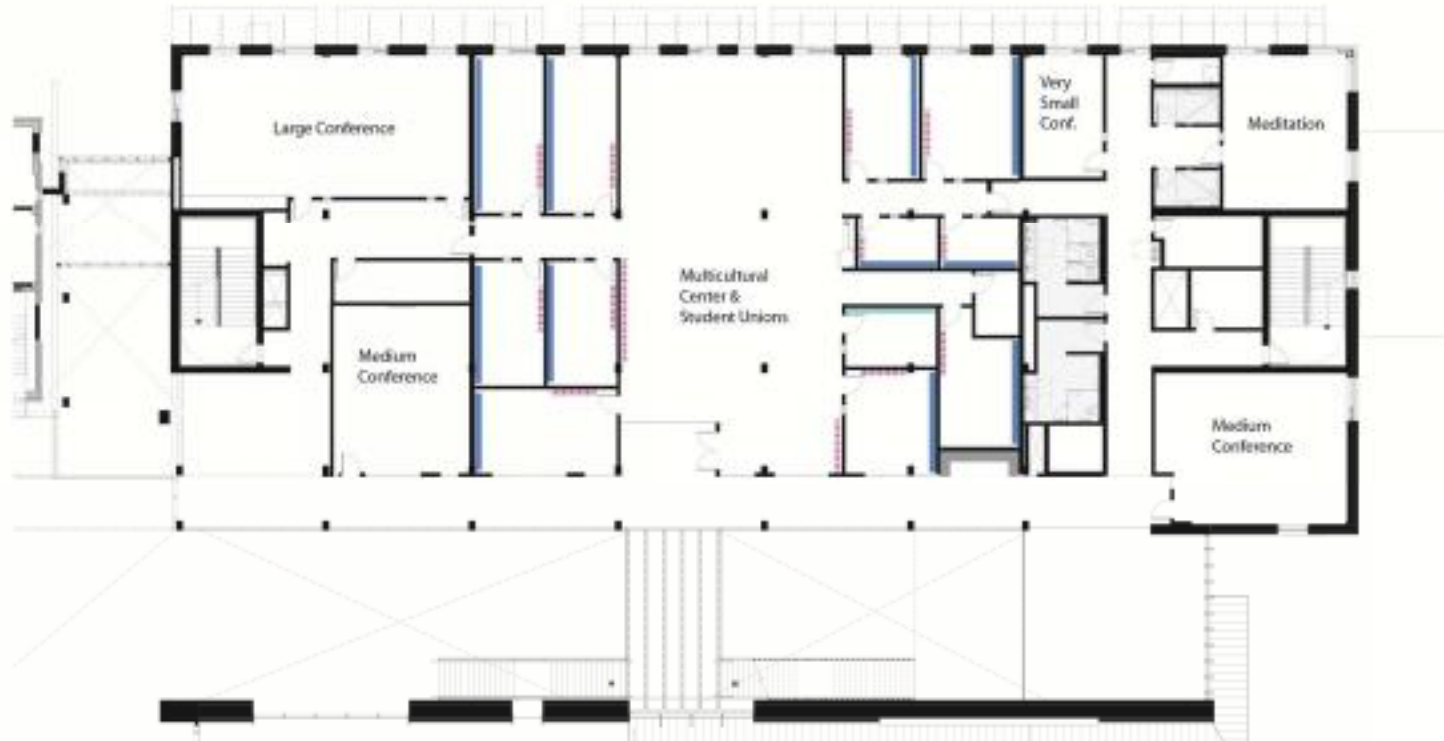 Large Conference
Very
Small
Conf.
Meditation
Multicultural
Center &
Student Unions
Medium
Conference
Medium
Conference